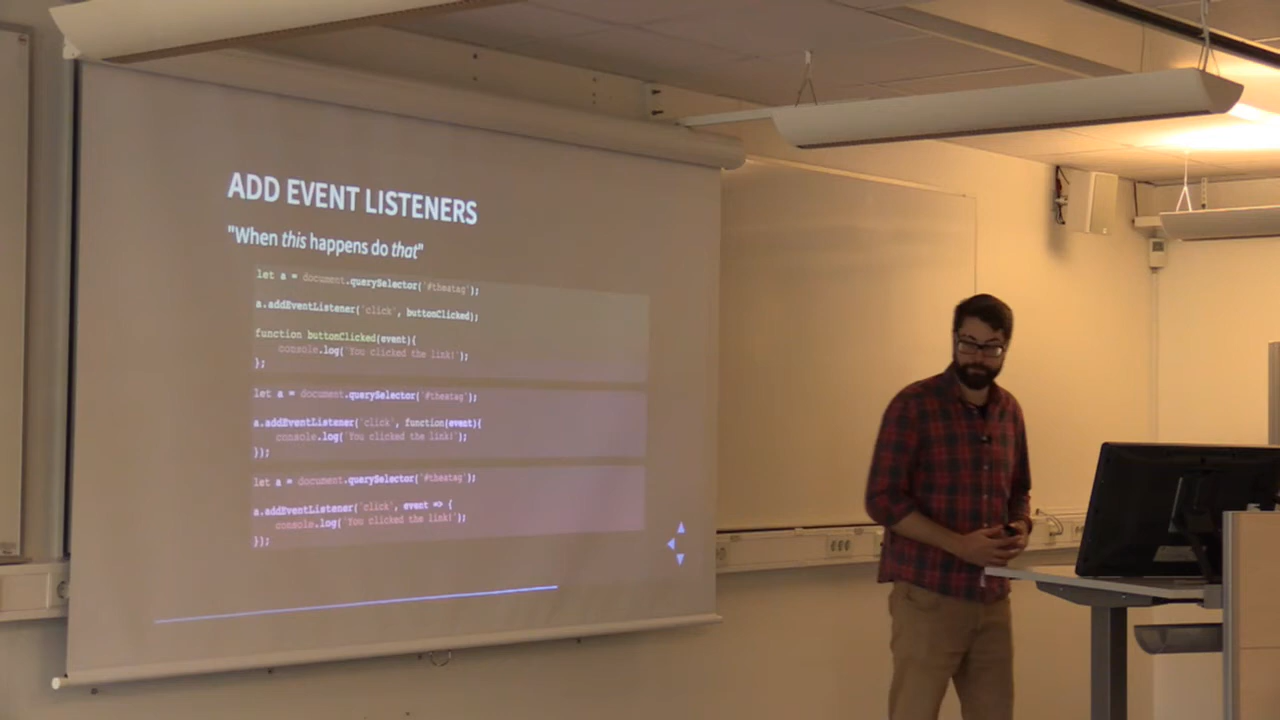 ADD EVENT LISTENERS
"When this happens do that"
let a = document.querySelector('#theatag');
a.addEventListener('click', buttonClicked);
function buttonClicked(event){
console.log('You clicked the link!');
};
let a = document.querySelector('#theatag');
a.addEventListener('click', function(event){
console.log('You clicked the link!');
});
let a = document.querySelector('#theatag');
a.addEventListener('click', event => {
console.log('You clicked the link!');
});